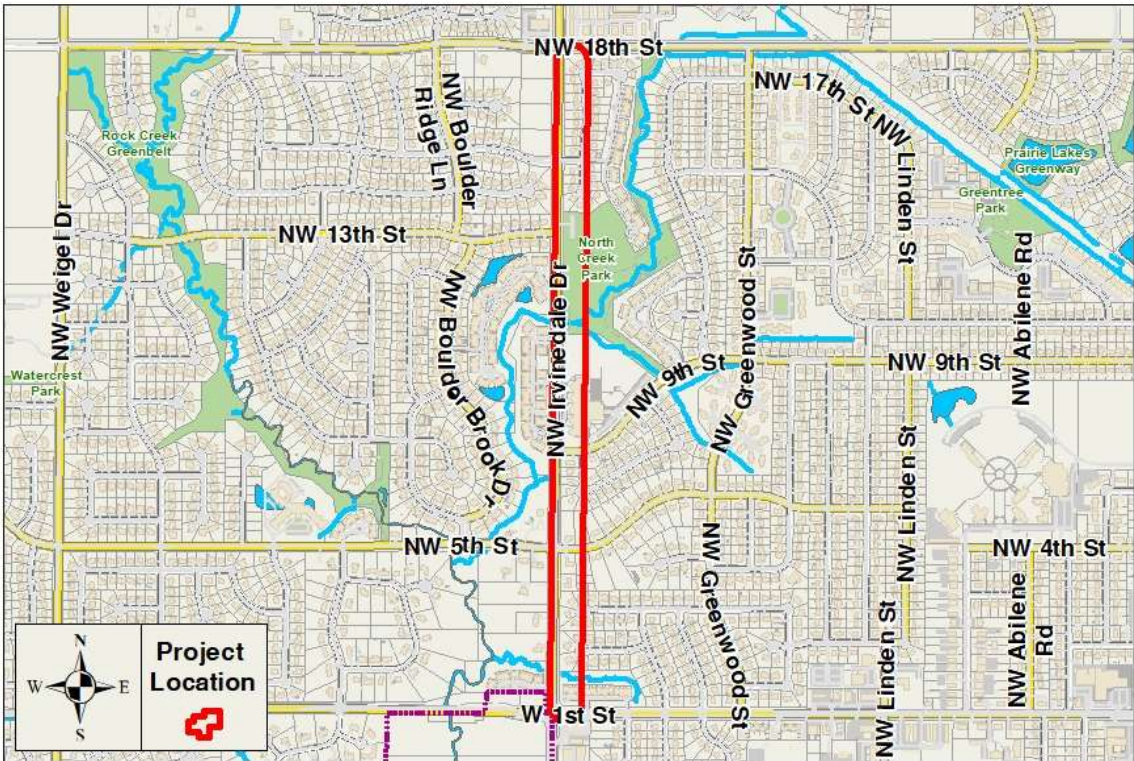 NW 18th St
NW Boulder
Ridge Ln
NW 17th St
NW Linden St
Rock Creek
Greenbelt
Prairie Lakes
Greenway
Greentree
Park
NW Weigel Dr
NW 13th St
North
Creek
Park
NW Irvinedale Dr
NW Greenwood St
NW Abilene Rd
NW Boulder Brook Dr
NW 9th St
NW 9th St
Watercrest
Park
NW Linden St
NW 5th St
NW Greenwood St
NW 4th St
NW Abilene
Rd
NW Linden St
W 1st St
N
W
E
S
Project
Location